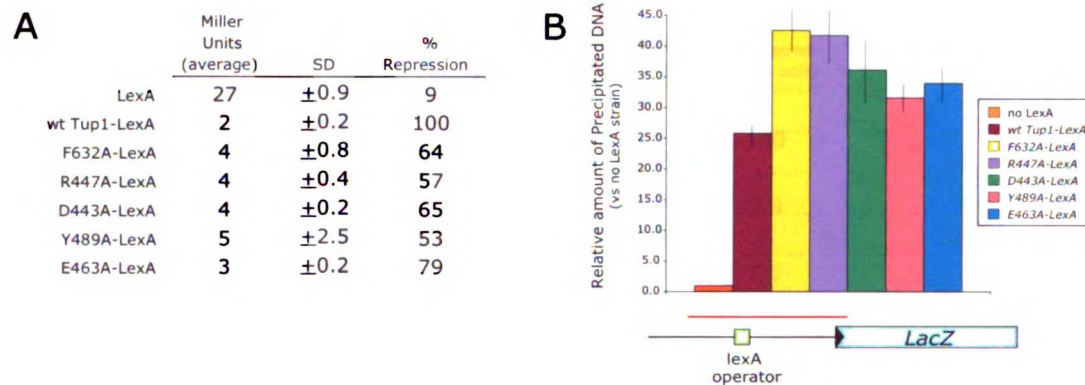 A
Miller
Units
(average) SD %
Repression
LexA 27 ±0.9 9
wt Tup1-LexA 2 ±0.2 100
F632A-LexA 4 ±0.8 64
R447A-LexA 4 ±0.4 57
D443A-LexA 4 ±0.2 65
Y489A-LexA 5 ±2.5 53
E463A-LexA 3 ±0.2 79
B
Relative amount of Precipitated DNA
(vs no LexA strain)
45.0
40.0
35.0
30.0
25.0
20.0
15.0
10.0
5.0
0.0
no LexA
wt Tup1-LexA
F632A-LexA
R447A-LexA
D443A-LexA
Y489A-LexA
E463A-LexA
LacZ
lexA
operator